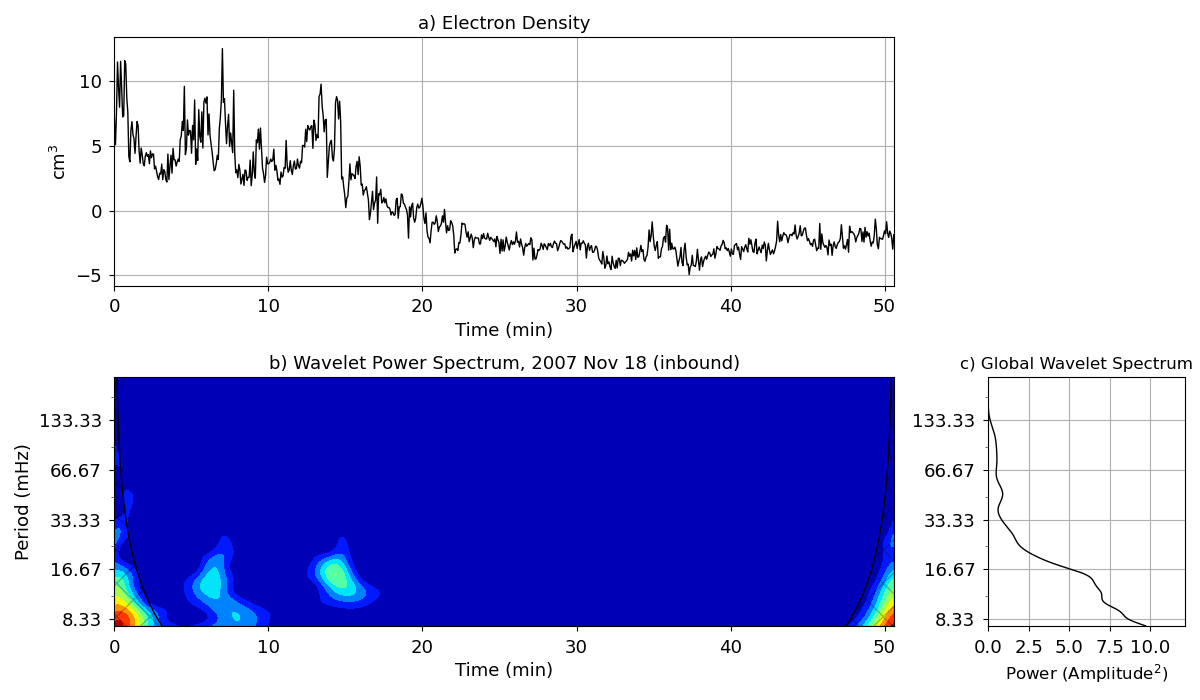 a) Electron Density
10
5
0
−5
cm³
0 10 20 30 40 50
Time (min)
b) Wavelet Power Spectrum, 2007 Nov 18 (inbound)
133.33
66.67
33.33
16.67
8.33
Period (mHz)
0 10 20 30 40 50
Time (min)
c) Global Wavelet Spectrum
133.33
66.67
33.33
16.67
8.33
0.0 2.5 5.0 7.5 10.0
Power (Amplitude²)